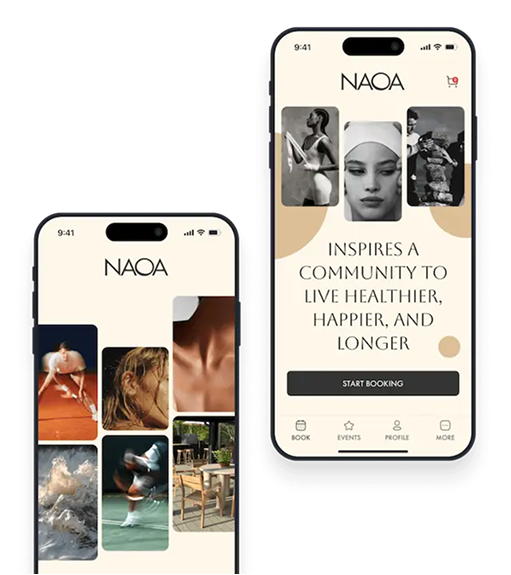 9:41
NAOA
INSPIRES A
COMMUNITY TO
LIVE HEALTHIER,
HAPPIER, AND
LONGER
START BOOKING
BOOK EVENTS PROFILE MORE
9:41
NAOA